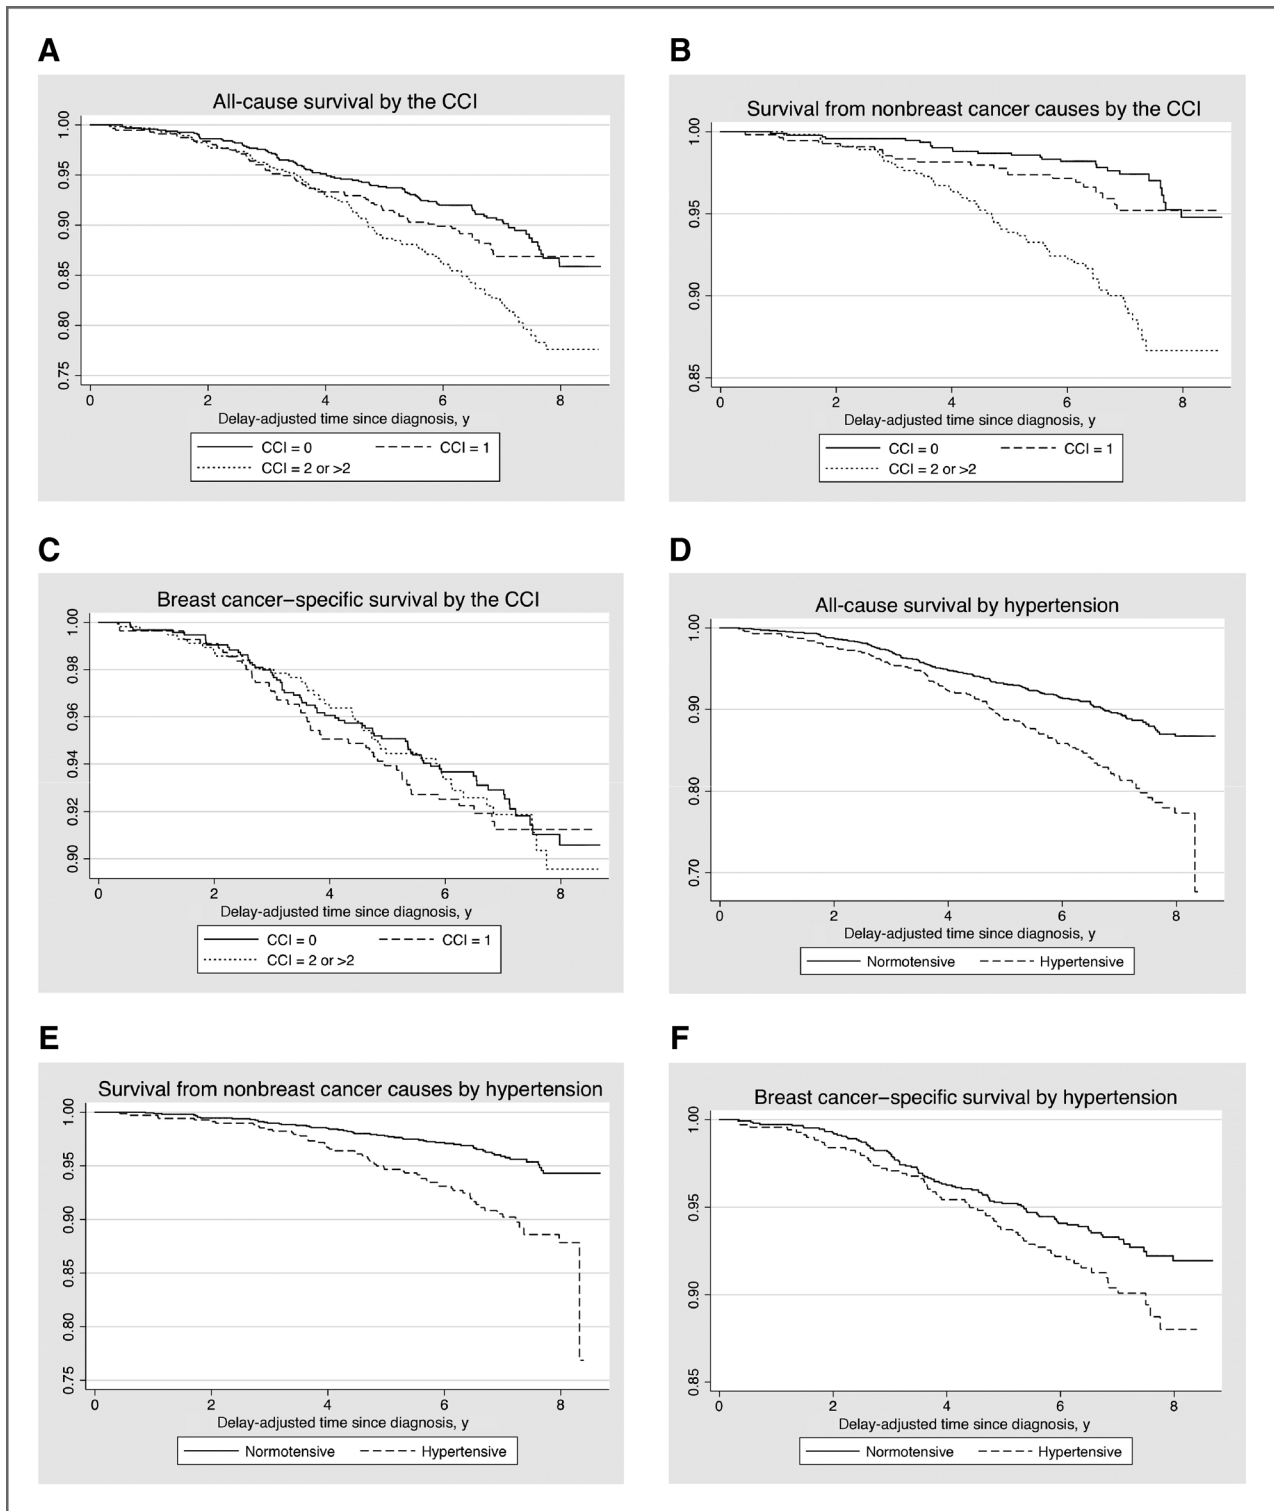 A
All-cause survival by the CCI
1.00
0.95
0.90
0.85
0.80
0.75
0 2 4 6 8
Delay-adjusted time since diagnosis, y
CCI = 0 CCI = 1
CCI = 2 or >2
B
Survival from nonbreast cancer causes by the CCI
1.00
0.95
0.90
0.85
0 2 4 6 8
Delay-adjusted time since diagnosis, y
CCI = 0 CCI = 1
CCI = 2 or >2
C
Breast cancer–specific survival by the CCI
1.00
0.98
0.96
0.94
0.92
0.90
0 2 4 6 8
Delay-adjusted time since diagnosis, y
CCI = 0 CCI = 1
CCI = 2 or >2
D
All-cause survival by hypertension
1.00
0.90
0.80
0.70
0 2 4 6 8
Delay-adjusted time since diagnosis, y
Normotensive Hypertensive
E
Survival from nonbreast cancer causes by hypertension
1.00
0.95
0.90
0.85
0.80
0.75
0 2 4 6 8
Delay-adjusted time since diagnosis, y
Normotensive Hypertensive
F
Breast cancer–specific survival by hypertension
1.00
0.95
0.90
0.85
0 2 4 6 8
Delay-adjusted time since diagnosis, y
Normotensive Hypertensive